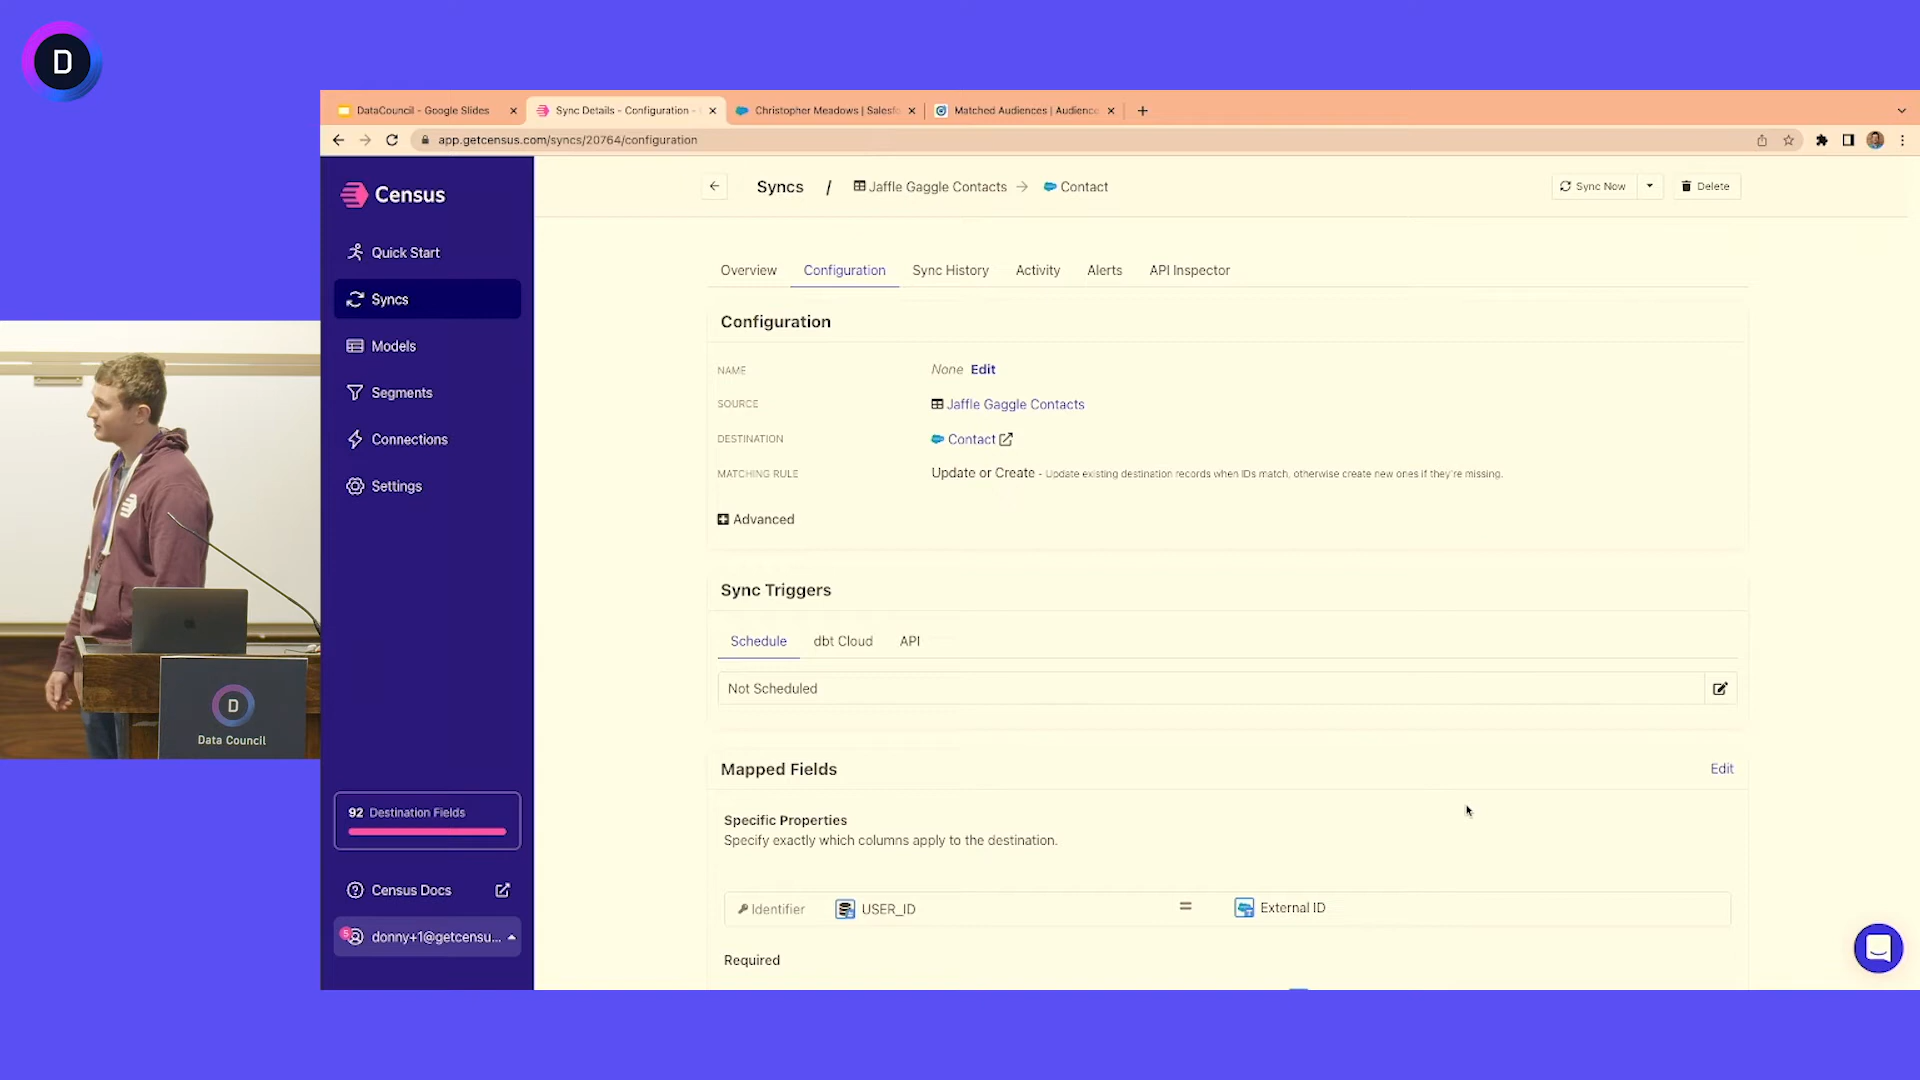 D
DataCouncil - Google Slides
Sync Details - Configuration -
Christopher Meadows | Salesfo
Matched Audiences | Audience
app.getcensus.com/syncs/20764/configuration
Census
Quick Start
Syncs
Models
Segments
Connections
Settings
92 Destination Fields
Census Docs
5
donny+1@getcensu...
Syncs / Jaffle Gaggle Contacts → Contact
Sync Now
Delete
Overview
Configuration
Sync History
Activity
Alerts
API Inspector
Configuration
NAME None Edit
SOURCE Jaffle Gaggle Contacts
DESTINATION Contact
MATCHING RULE Update or Create - Update existing destination records when IDs match, otherwise create new ones if they're missing.
Advanced
Sync Triggers
Schedule dbt Cloud API
Not Scheduled
Mapped Fields Edit
Specific Properties
Specify exactly which columns apply to the destination.
Identifier USER_ID = External ID
Required
D
Data Council